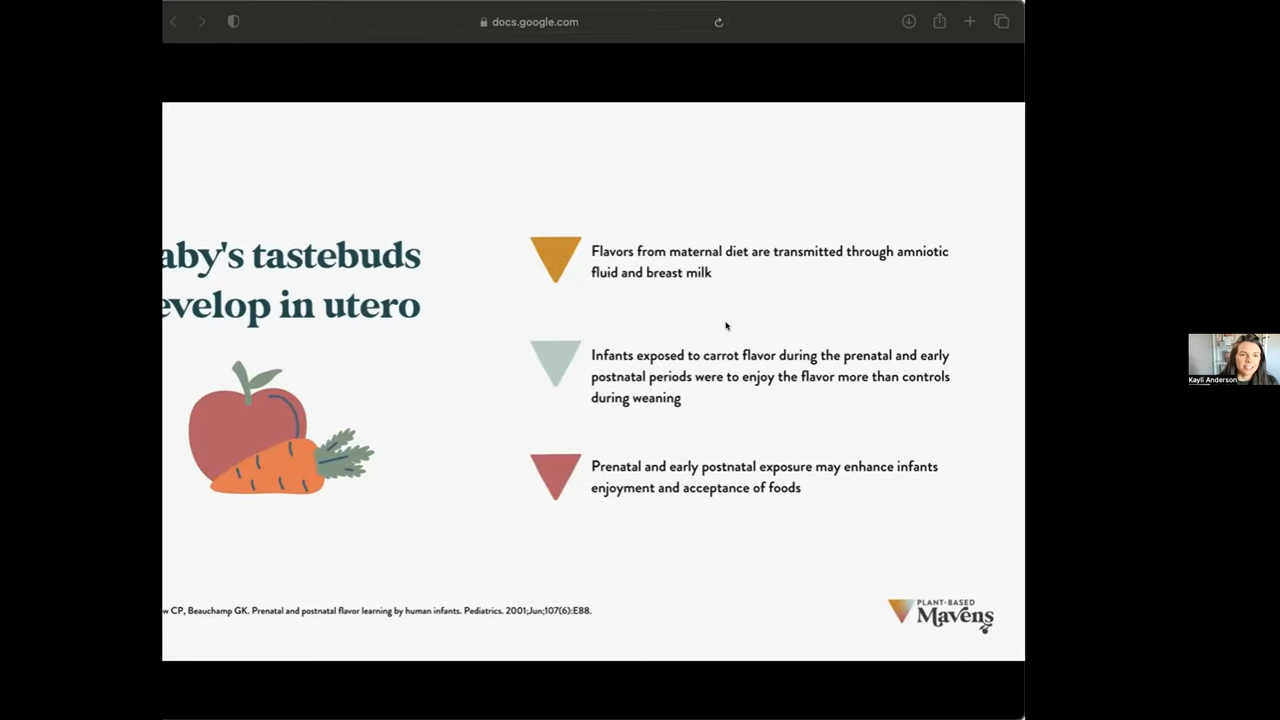 docs.google.com
aby's tastebuds
evelop in utero
Flavors from maternal diet are transmitted through amniotic
fluid and breast milk
Infants exposed to carrot flavor during the prenatal and early
postnatal periods were to enjoy the flavor more than controls
during weaning
Prenatal and early postnatal exposure may enhance infants
enjoyment and acceptance of foods
w CP, Beauchamp GK. Prenatal and postnatal flavor learning by human infants. Pediatrics. 2001;Jun;107(6):E88.
PLANT-BASED
Mavens
Kayli Anderson